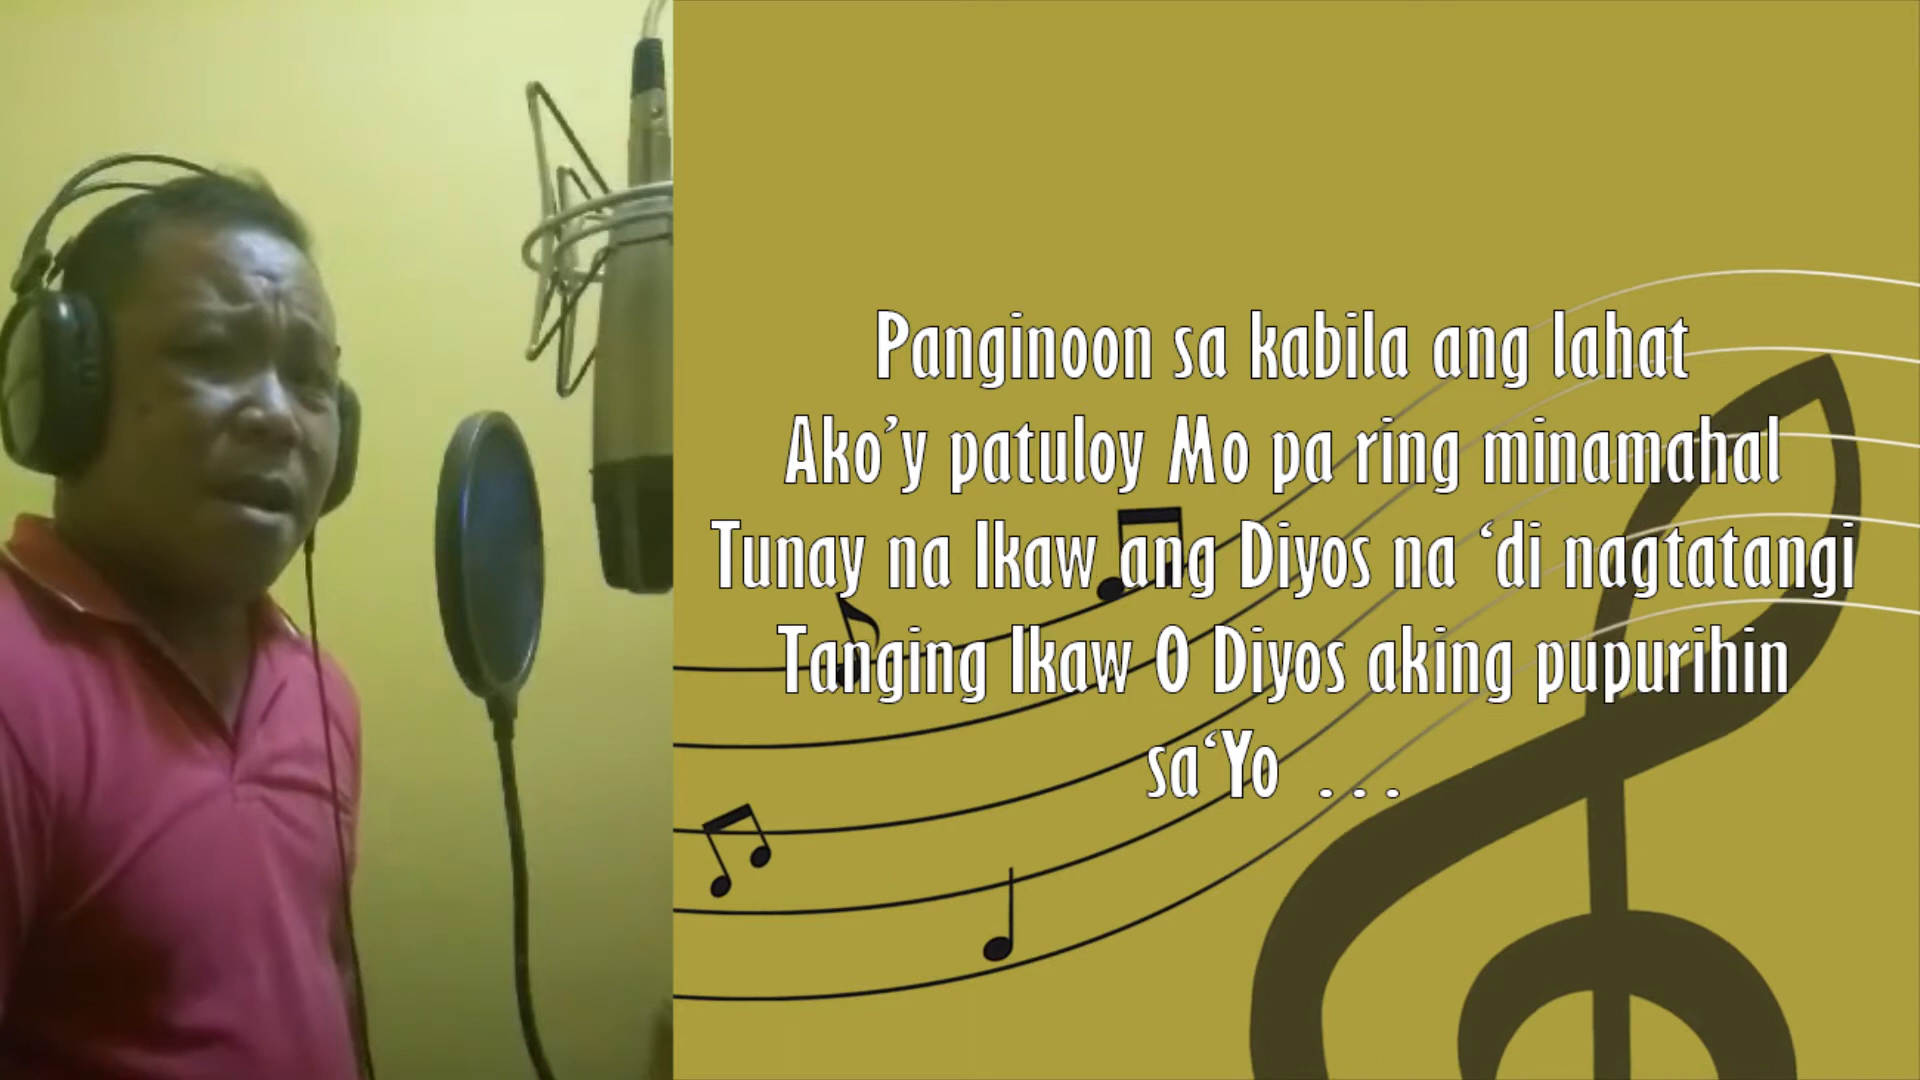 Panginoon sa kabila ang lahat
Ako’y patuloy Mo pa ring minamahal
Tunay na Ikaw ang Diyos na ‘di nagtatangi
Tanging Ikaw O Diyos aking pupurihin
sa‘Yo . . .